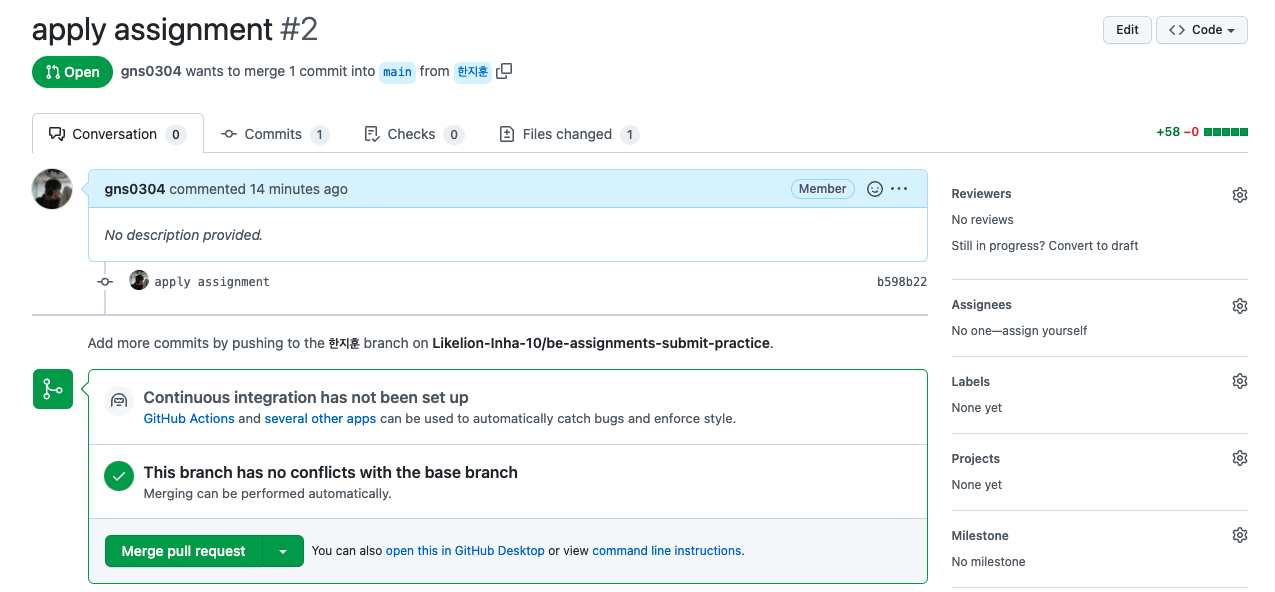 apply assignment #2
Edit
Code
Open
gns0304 wants to merge 1 commit into main from 한지훈
Conversation 0
Commits 1
Checks 0
Files changed 1
+58 −0
gns0304 commented 14 minutes ago
Member
No description provided.
apply assignment
b598b22
Add more commits by pushing to the 한지훈 branch on Likelion-Inha-10/be-assignments-submit-practice.
Continuous integration has not been set up
GitHub Actions and several other apps can be used to automatically catch bugs and enforce style.
This branch has no conflicts with the base branch
Merging can be performed automatically.
Merge pull request
You can also open this in GitHub Desktop or view command line instructions.
Reviewers
No reviews
Still in progress? Convert to draft
Assignees
No one—assign yourself
Labels
None yet
Projects
None yet
Milestone
No milestone